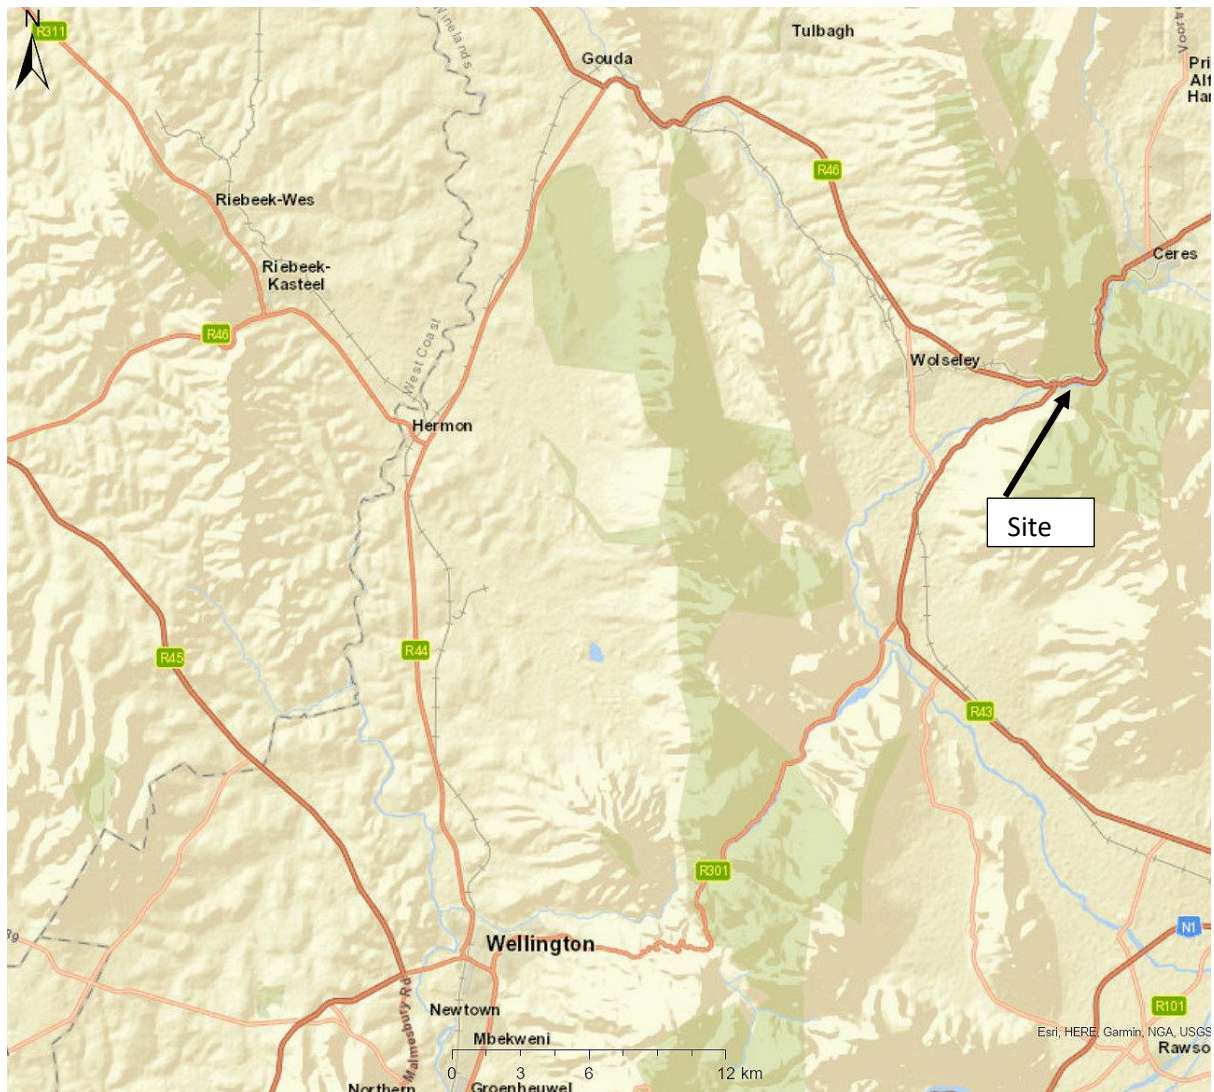 N
R311
Winelands
Tulbagh
Gouda
Pri
Alf
Har
R46
Riebeek-Wes
Ceres
Riebeek-
Kasteel
R46
West Coast
Wolseley
Hermon
Site
R44
R45
R43
R301
Wellington
N1
Malmesbury Rd
Newtown
R101
Mbekweni
Esri, HERE, Garmin, NGA, USGS
Rawso
0 3 6 12 km
Northern
Groenheuwel